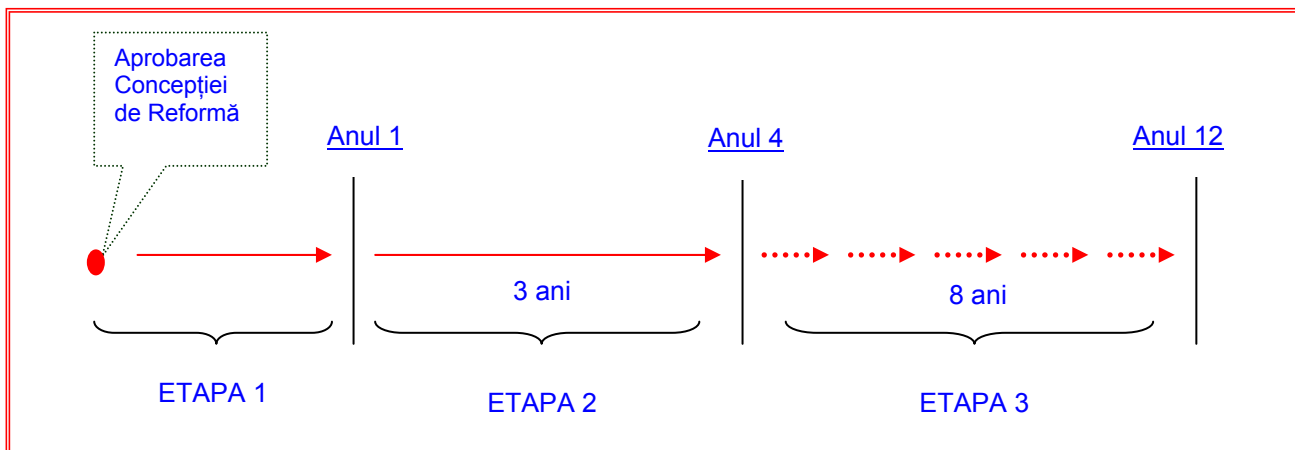 Aprobarea
Concepției
de Reformă
Anul 1
Anul 4
Anul 12
3 ani
8 ani
ETAPA 1
ETAPA 2
ETAPA 3